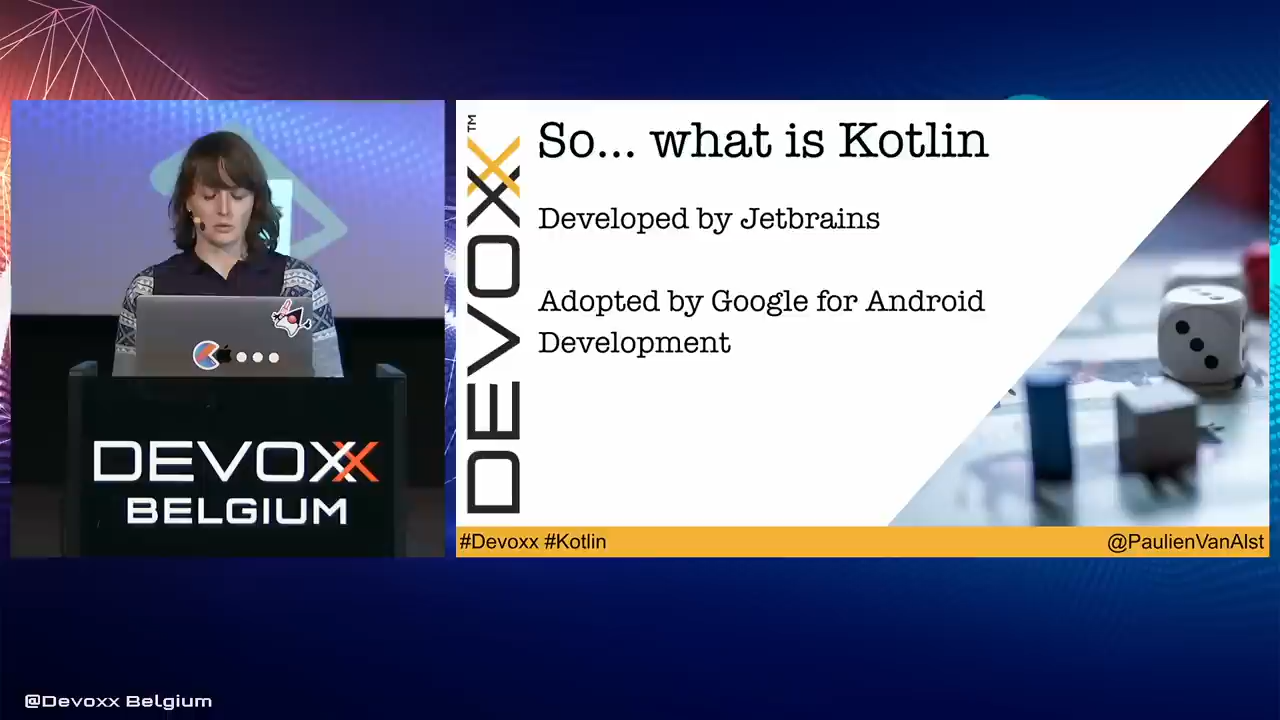 DEVOXX
BELGIUM
DEVOXX™
So... what is Kotlin
Developed by Jetbrains
Adopted by Google for Android
Development
#Devoxx #Kotlin
@PaulienVanAlst
@Devoxx Belgium